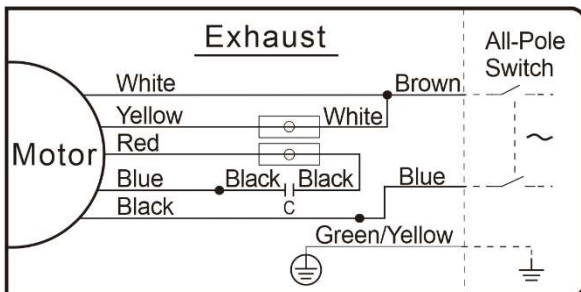 Exhaust
All-Pole
Switch
White
Brown
Yellow
White
Red
Motor
Blue
Black
Black
Blue
C
Black
Green/Yellow